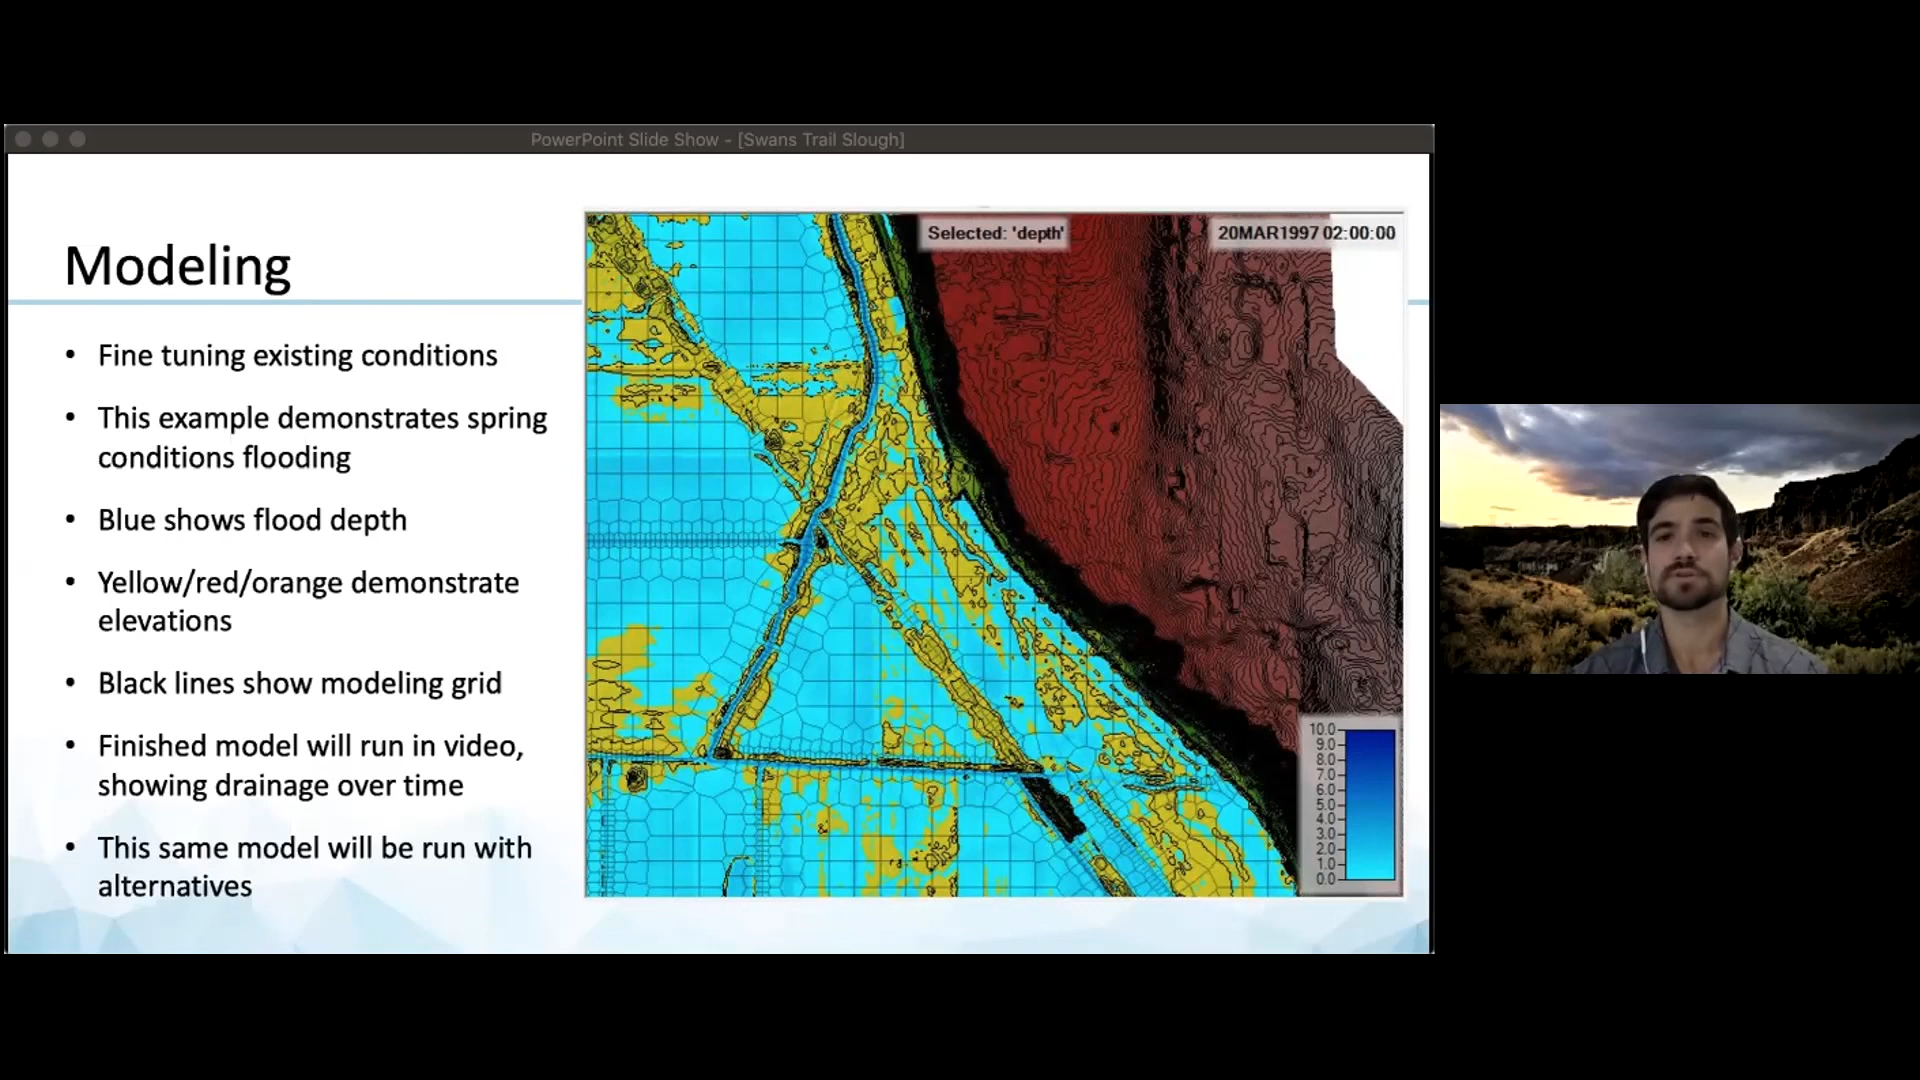 PowerPoint Slide Show - [Swans Trail Slough]
Modeling
• Fine tuning existing conditions
• This example demonstrates spring
conditions flooding
• Blue shows flood depth
• Yellow/red/orange demonstrate
elevations
• Black lines show modeling grid
• Finished model will run in video,
showing drainage over time
• This same model will be run with
alternatives
Selected: 'depth'
20MAR1997 02:00:00
10.0
9.0
8.0
7.0
6.0
5.0
4.0
3.0
2.0
1.0
0.0